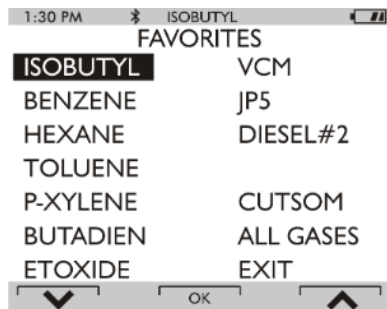 1:30 PM ISOBUTYL
FAVORITES
ISOBUTYL VCM
BENZENE JP5
HEXANE DIESEL#2
TOLUENE
P-XYLENE CUTSOM
BUTADIEN ALL GASES
ETOXIDE EXIT
OK